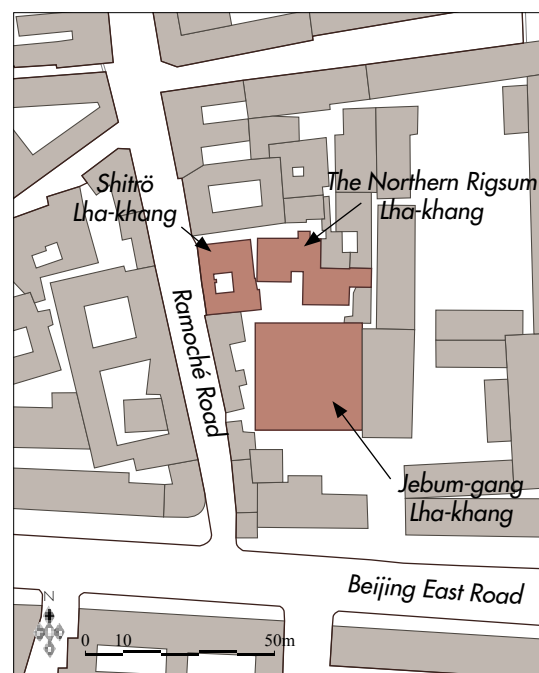 Shitrö
Lha-khang
The Northern Rigsum
Lha-khang
Ramoché Road
Jebum-gang
Lha-khang
Beijing East Road
N
0 10 50m